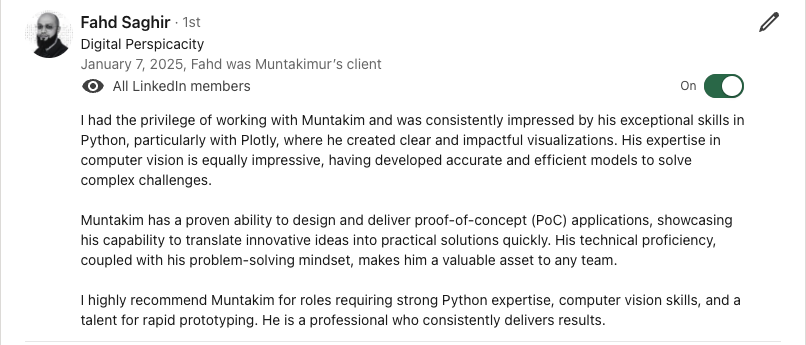 Fahd Saghir · 1st
Digital Perspicacity
January 7, 2025, Fahd was Muntakimur's client
All LinkedIn members
On
I had the privilege of working with Muntakim and was consistently impressed by his exceptional skills in
Python, particularly with Plotly, where he created clear and impactful visualizations. His expertise in
computer vision is equally impressive, having developed accurate and efficient models to solve
complex challenges.
Muntakim has a proven ability to design and deliver proof-of-concept (PoC) applications, showcasing
his capability to translate innovative ideas into practical solutions quickly. His technical proficiency,
coupled with his problem-solving mindset, makes him a valuable asset to any team.
I highly recommend Muntakim for roles requiring strong Python expertise, computer vision skills, and a
talent for rapid prototyping. He is a professional who consistently delivers results.